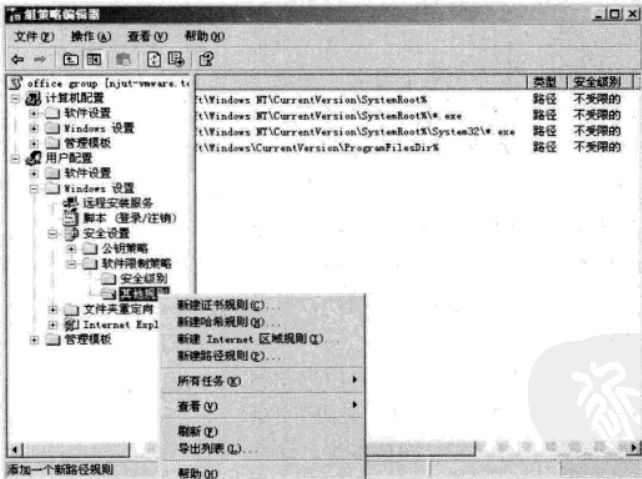 组策略编辑器
文件(F) 操作(A) 查看(V) 帮助(H)
office group [njut-vmware.te
计算机配置
软件设置
Windows 设置
管理模板
用户配置
软件设置
Windows 设置
远程安装服务
脚本 (登录/注销)
安全设置
公钥策略
软件限制策略
安全级别
其他规则
文件夹重定向
Internet Expl
管理模板
类型 安全级别
ft\Windows NT\CurrentVersion\SystemRoot% 路径 不受限的
ft\Windows NT\CurrentVersion\SystemRoot%\*.exe 路径 不受限的
ft\Windows NT\CurrentVersion\SystemRoot%\System32\*.exe 路径 不受限的
ft\Windows\CurrentVersion\ProgramFilesDir% 路径 不受限的
新建证书规则(C)...
新建哈希规则(H)...
新建 Internet 区域规则(I)...
新建路径规则(P)...
所有任务(K)
查看(V)
刷新(F)
导出列表(L)...
帮助(H)
添加一个新路径规则